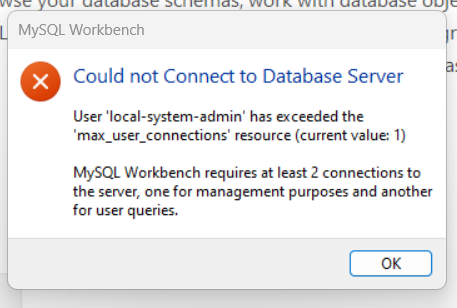 wse your database schemas, work with database obje
MySQL Workbench
Could not Connect to Database Server
User 'local-system-admin' has exceeded the
'max_user_connections' resource (current value: 1)
MySQL Workbench requires at least 2 connections to
the server, one for management purposes and another
for user queries.
OK